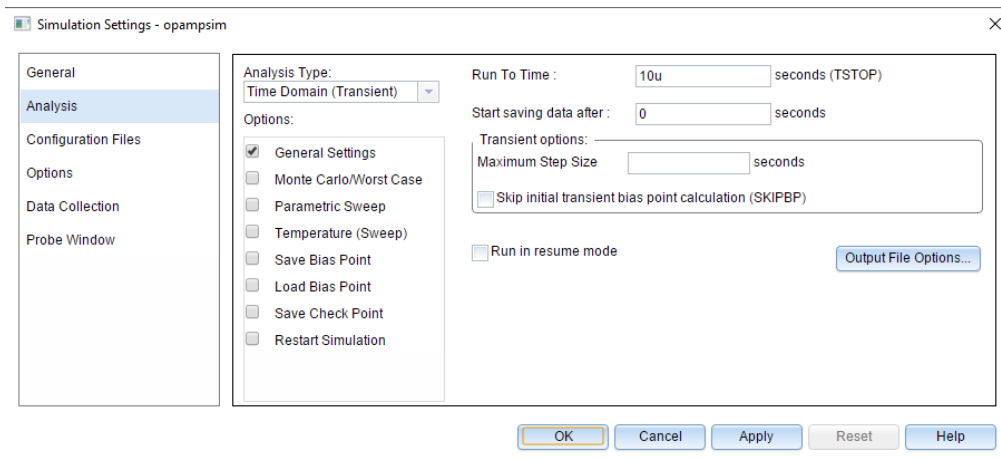 Simulation Settings - opampsim
General
Analysis
Configuration Files
Options
Data Collection
Probe Window
Analysis Type:
Time Domain (Transient)
Options:
General Settings
Monte Carlo/Worst Case
Parametric Sweep
Temperature (Sweep)
Save Bias Point
Load Bias Point
Save Check Point
Restart Simulation
Run To Time : 10u seconds (TSTOP)
Start saving data after : 0 seconds
Transient options:
Maximum Step Size seconds
Skip initial transient bias point calculation (SKIPBP)
Run in resume mode
Output File Options...
OK Cancel Apply Reset Help